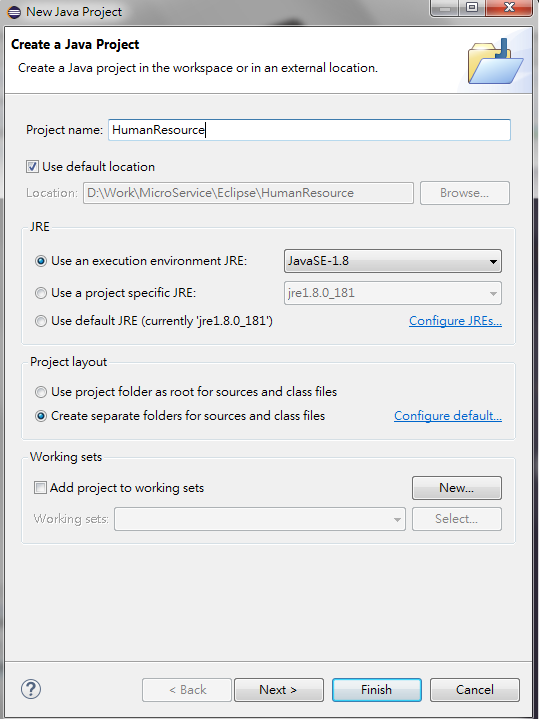 New Java Project
Create a Java Project
Create a Java project in the workspace or in an external location.
Project name: HumanResource
Use default location
Location: D:\Work\MicroService\Eclipse\HumanResource Browse...
JRE
Use an execution environment JRE: JavaSE-1.8
Use a project specific JRE: jre1.8.0_181
Use default JRE (currently 'jre1.8.0_181') Configure JREs...
Project layout
Use project folder as root for sources and class files
Create separate folders for sources and class files Configure default...
Working sets
Add project to working sets New...
Working sets: Select...
? < Back Next > Finish Cancel